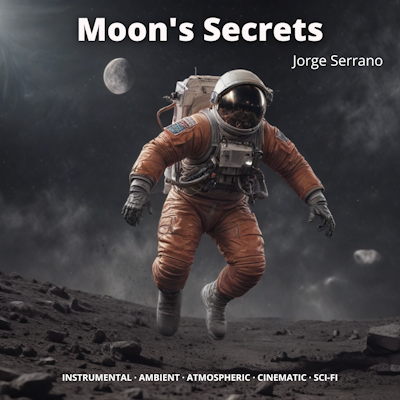 Moon's Secrets
Jorge Serrano
INSTRUMENTAL · AMBIENT · ATMOSPHERIC · CINEMATIC · SCI-FI